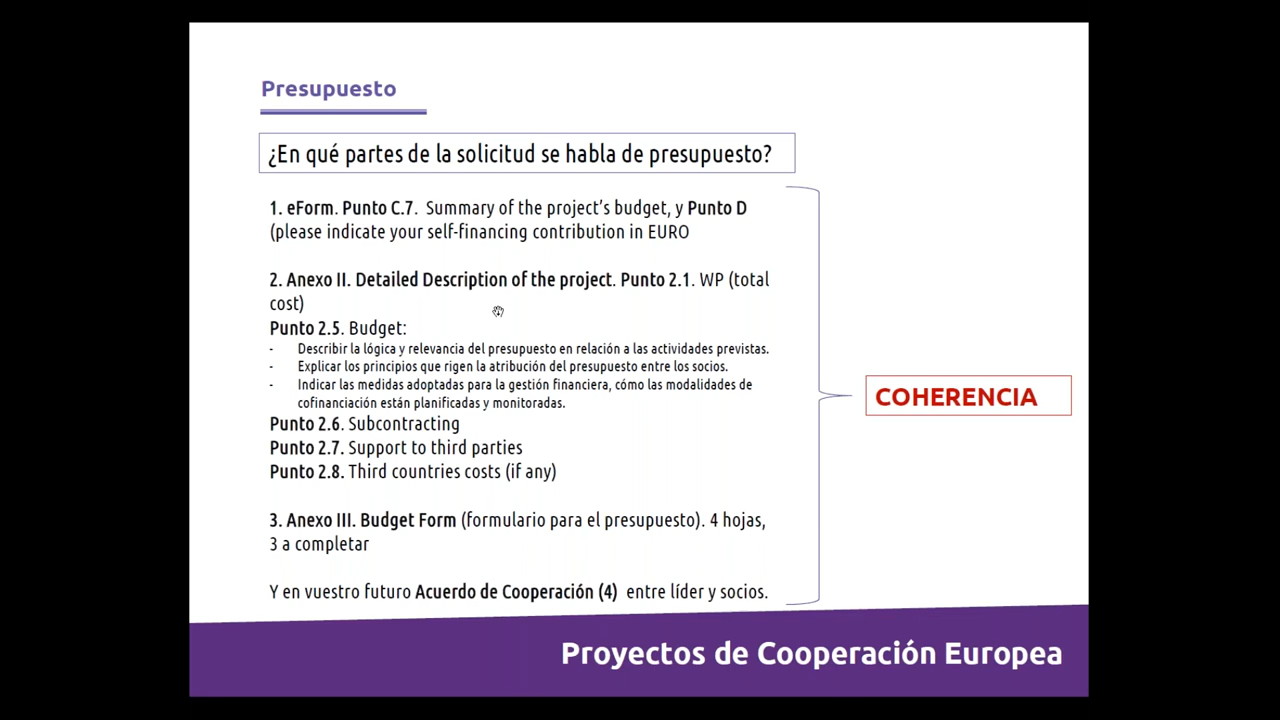 Presupuesto
¿En qué partes de la solicitud se habla de presupuesto?
1. eForm. Punto C.7. Summary of the project's budget, y Punto D
(please indicate your self-financing contribution in EURO
2. Anexo II. Detailed Description of the project. Punto 2.1. WP (total
cost)
Punto 2.5. Budget:
- Describir la lógica y relevancia del presupuesto en relación a las actividades previstas.
- Explicar los principios que rigen la atribución del presupuesto entre los socios.
- Indicar las medidas adoptadas para la gestión financiera, cómo las modalidades de
cofinanciación están planificadas y monitoradas.
Punto 2.6. Subcontracting
Punto 2.7. Support to third parties
Punto 2.8. Third countries costs (if any)
3. Anexo III. Budget Form (formulario para el presupuesto). 4 hojas,
3 a completar
Y en vuestro futuro Acuerdo de Cooperación (4) entre líder y socios.
COHERENCIA
Proyectos de Cooperación Europea